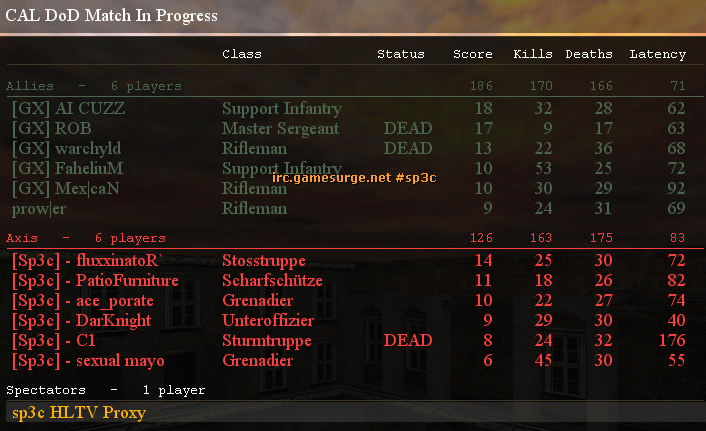 CAL DoD Match In Progress
Class Status Score Kills Deaths Latency
Allies - 6 players 186 170 166 71
[GX] AI CUZZ Support Infantry 18 32 28 62
[GX] ROB Master Sergeant DEAD 17 9 17 63
[GX] warchyld Rifleman DEAD 13 22 36 68
[GX] FaheliuM Support Infantry 10 53 25 72
irc.gamesurge.net #sp3c
[GX] Mex|caN Rifleman 10 30 29 92
prow|er Rifleman 9 24 31 69
Axis - 6 players 126 163 175 83
[Sp3c] - fluxxinatoR` Stosstruppe 14 25 30 72
[Sp3c] - PatioFurniture Scharfschütze 11 18 26 82
[Sp3c] - ace_porate Grenadier 10 22 27 74
[Sp3c] - DarKnight Unteroffizier 9 29 30 40
[Sp3c] - C1 Sturmtruppe DEAD 8 24 32 176
[Sp3c] - sexual mayo Grenadier 6 45 30 55
Spectators - 1 player
sp3c HLTV Proxy